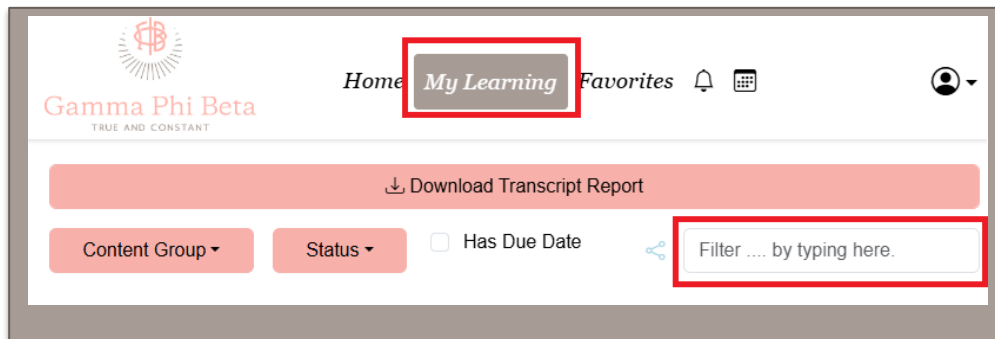 Gamma Phi Beta
TRUE AND CONSTANT
Home My Learning Favorites
Download Transcript Report
Content Group Status Has Due Date Filter .... by typing here.